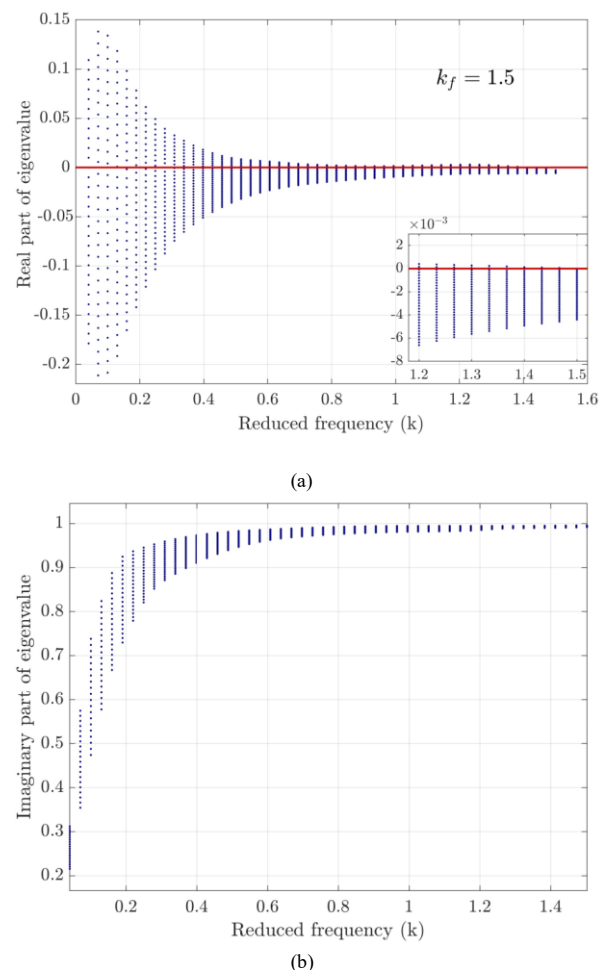 0.15
0.1
0.05
0
-0.05
-0.1
-0.15
-0.2
Real part of eigenvalue
k_f = 1.5
×10⁻³
2
0
-2
-4
-6
-8
1.2 1.3 1.4 1.5
0 0.2 0.4 0.6 0.8 1 1.2 1.4 1.6
Reduced frequency (k)
(a)
1
0.9
0.8
0.7
0.6
0.5
0.4
0.3
0.2
Imaginary part of eigenvalue
0.2 0.4 0.6 0.8 1 1.2 1.4
Reduced frequency (k)
(b)